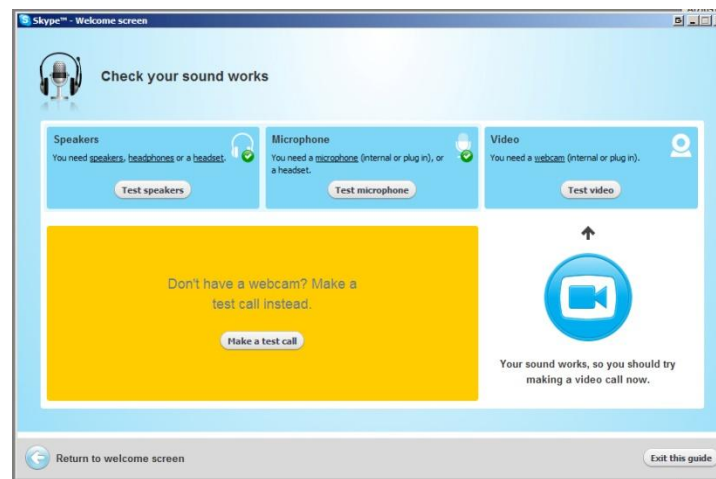 Skype™ - Welcome screen
Check your sound works
Speakers
You need speakers, headphones or a headset.
Test speakers
Microphone
You need a microphone (internal or plug in), or
a headset.
Test microphone
Video
You need a webcam (internal or plug in).
Test video
Don't have a webcam? Make a
test call instead.
Make a test call
Your sound works, so you should try
making a video call now.
Return to welcome screen
Exit this guide